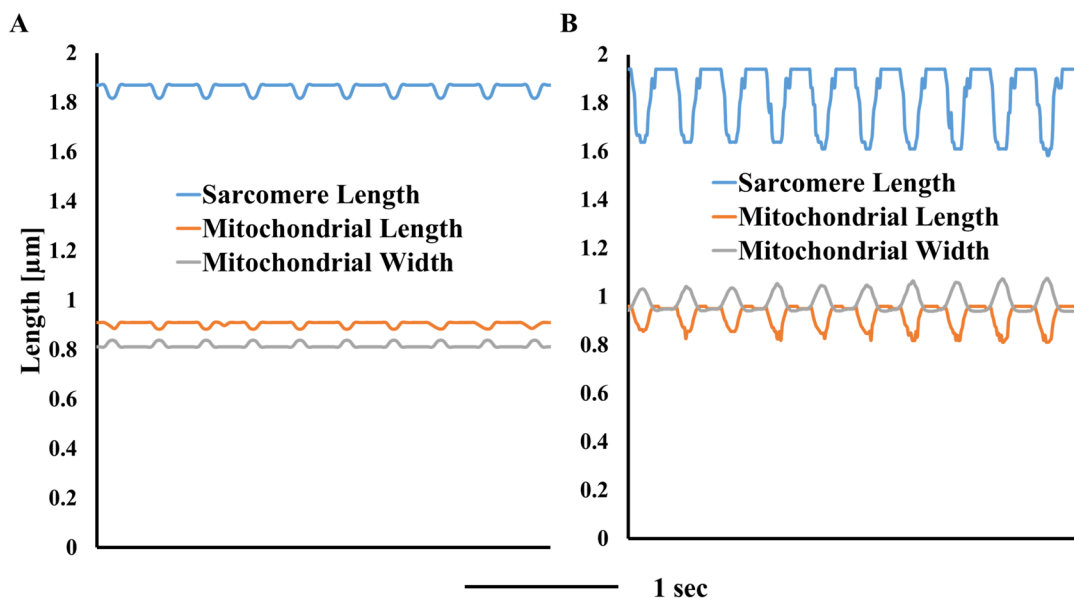 A
B
2
1.8
1.6
1.4
1.2
1
0.8
0.6
0.4
0.2
0
Length [µm]
Sarcomere Length
Mitochondrial Length
Mitochondrial Width
2
1.8
1.6
1.4
1.2
1
0.8
0.6
0.4
0.2
0
Sarcomere Length
Mitochondrial Length
Mitochondrial Width
1 sec